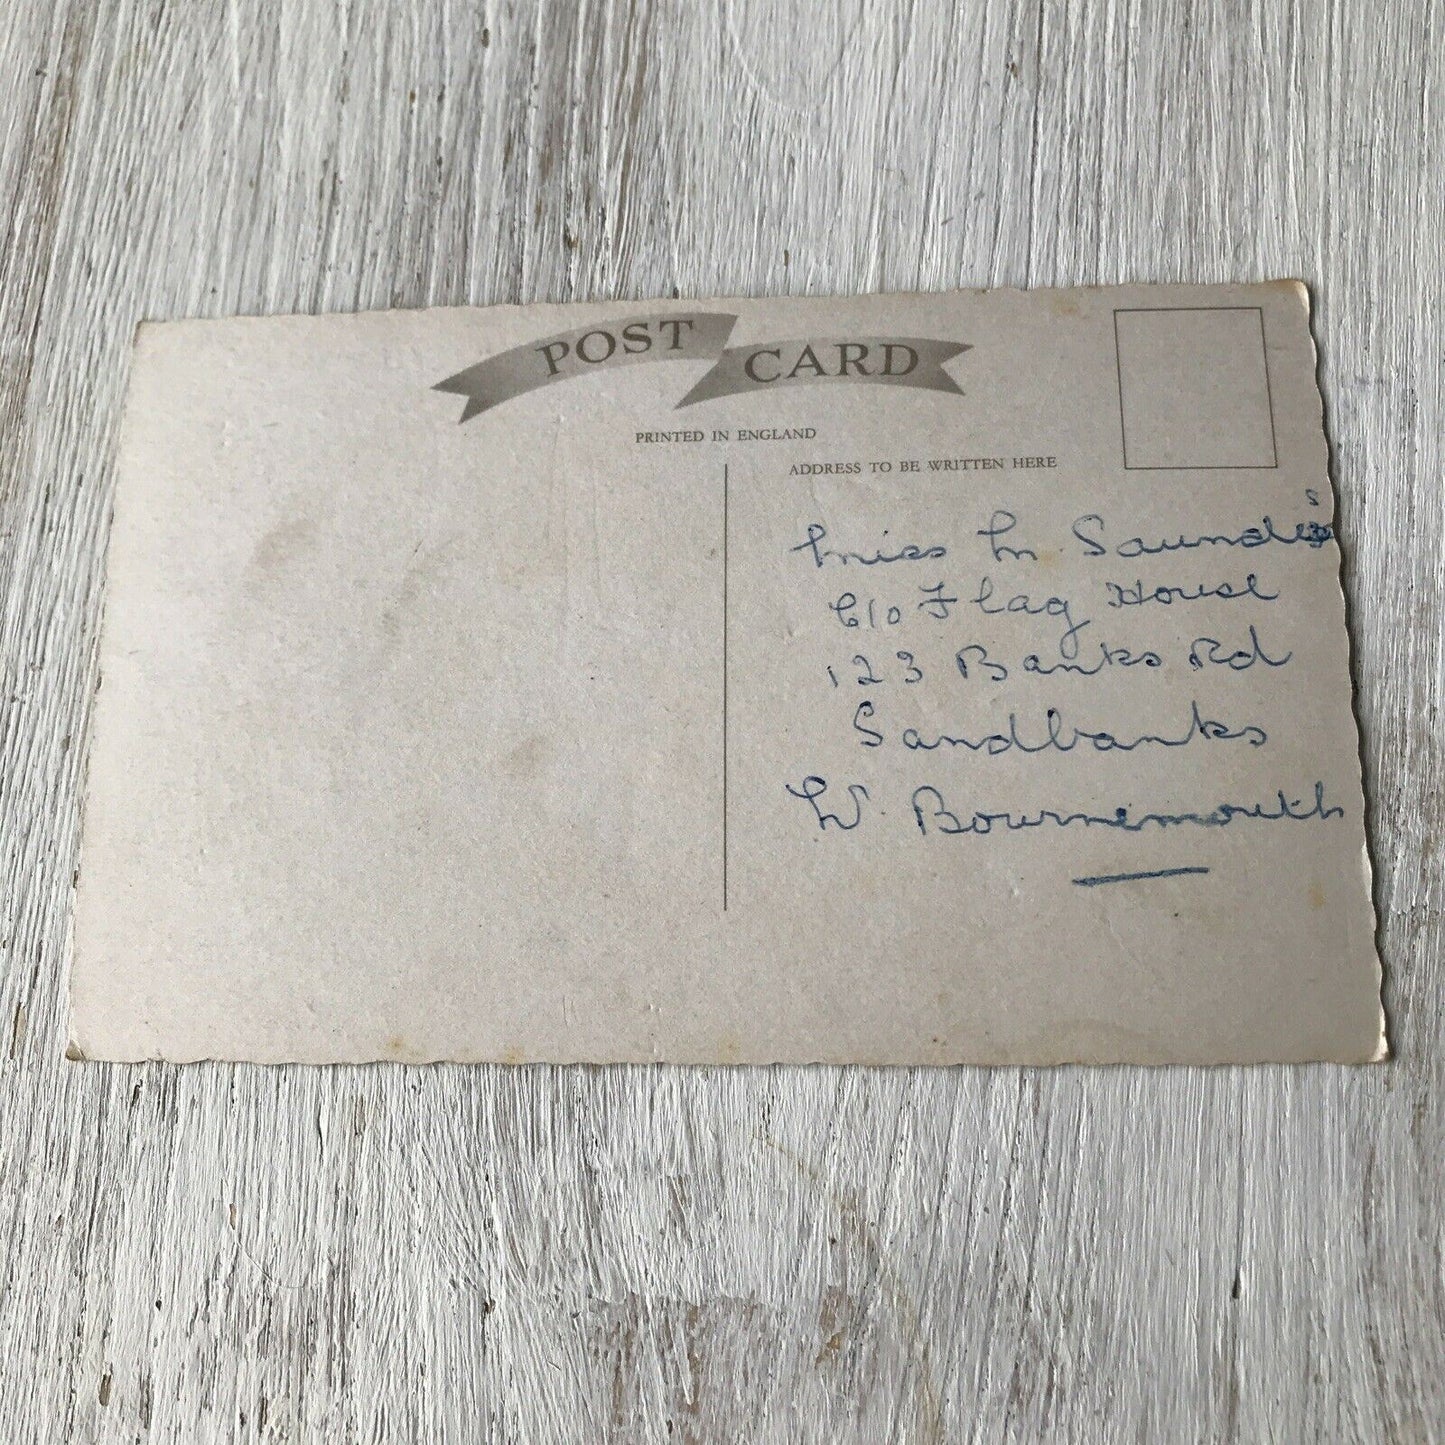 POST CARD
PRINTED IN ENGLAND
ADDRESS TO BE WRITTEN HERE
Miss M. Saunders
C/o Flag House
123 Banks Rd
Sandbanks
W. Bournemouth